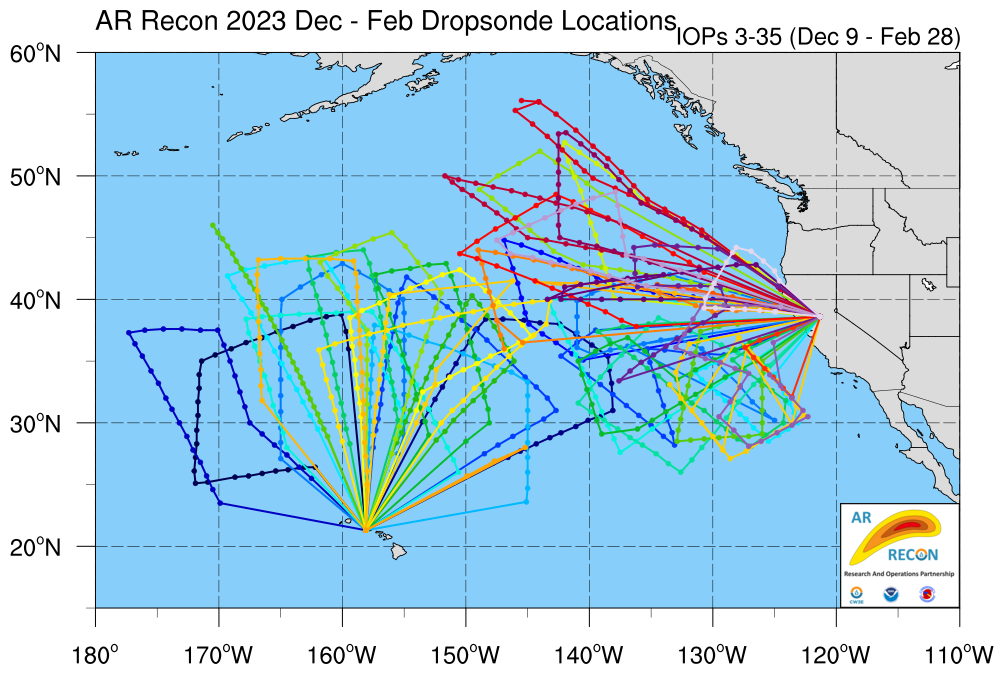 AR Recon 2023 Dec - Feb Dropsonde Locations
IOPs 3-35 (Dec 9 - Feb 28)
60°N
50°N
40°N
30°N
20°N
AR
RECON
Research And Operations Partnership
CW3E
180° 170°W 160°W 150°W 140°W 130°W 120°W 110°W